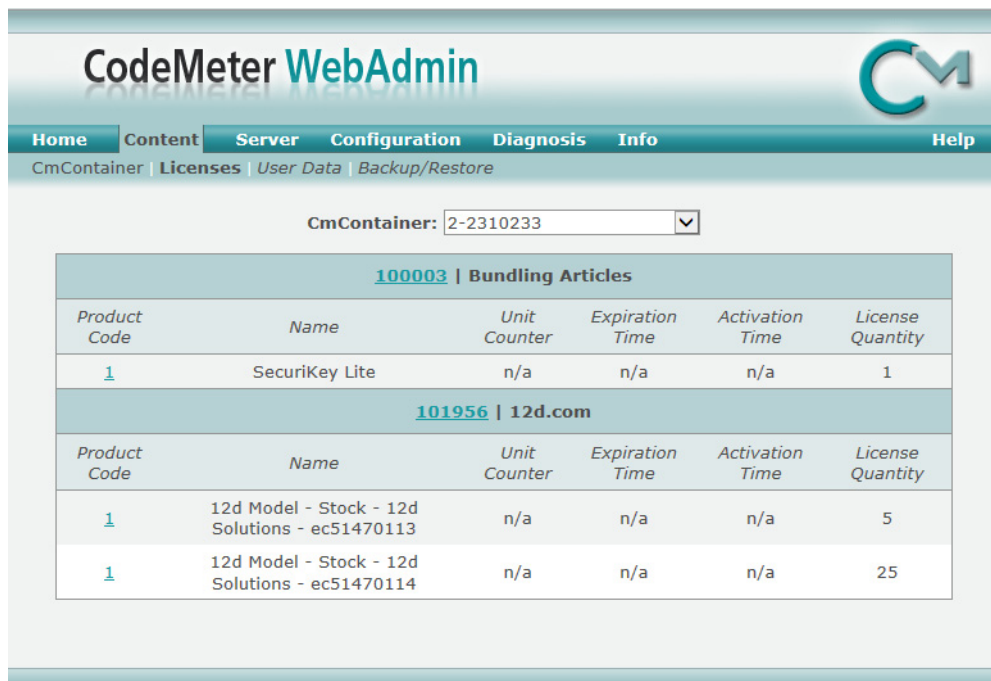 CodeMeter WebAdmin
CM
Home Content Server Configuration Diagnosis Info Help
CmContainer | Licenses | User Data | Backup/Restore
CmContainer: 2-2310233
100003 | Bundling Articles
Product Code Name Unit Counter Expiration Time Activation Time License Quantity
1 SecuriKey Lite n/a n/a n/a 1
101956 | 12d.com
Product Code Name Unit Counter Expiration Time Activation Time License Quantity
1 12d Model - Stock - 12d Solutions - ec51470113 n/a n/a n/a 5
1 12d Model - Stock - 12d Solutions - ec51470114 n/a n/a n/a 25